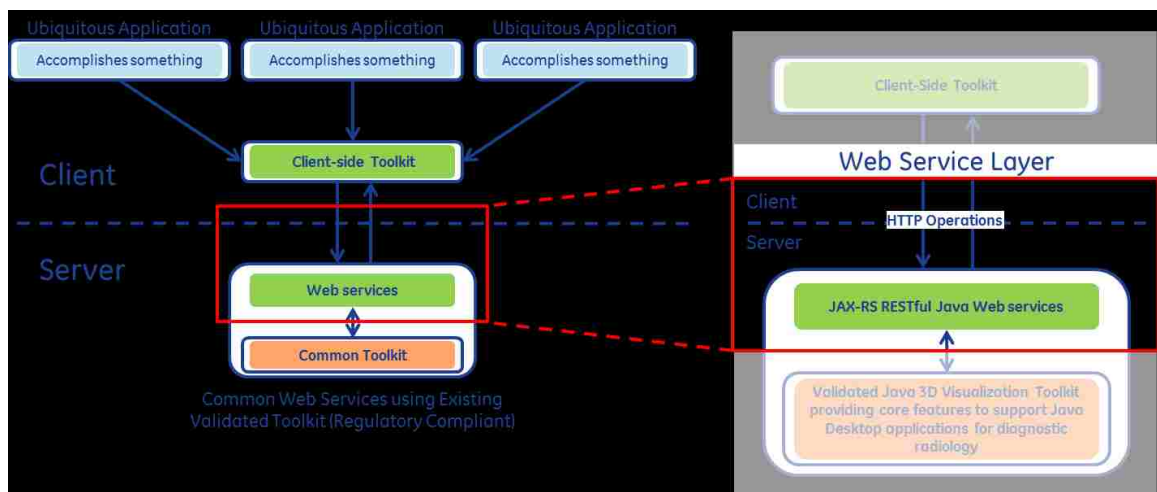 Ubiquitous Application
Ubiquitous Application
Ubiquitous Application
Accomplishes something
Accomplishes something
Accomplishes something
Client-side Toolkit
Client
Server
Web services
Common Toolkit
Common Web Services using Existing
Validated Toolkit (Regulatory Compliant)
Client-Side Toolkit
Web Service Layer
Client
HTTP Operations
Server
JAX-RS RESTful Java Web services
Validated Java 3D Visualization Toolkit
providing core features to support Java
Desktop applications for diagnostic
radiology